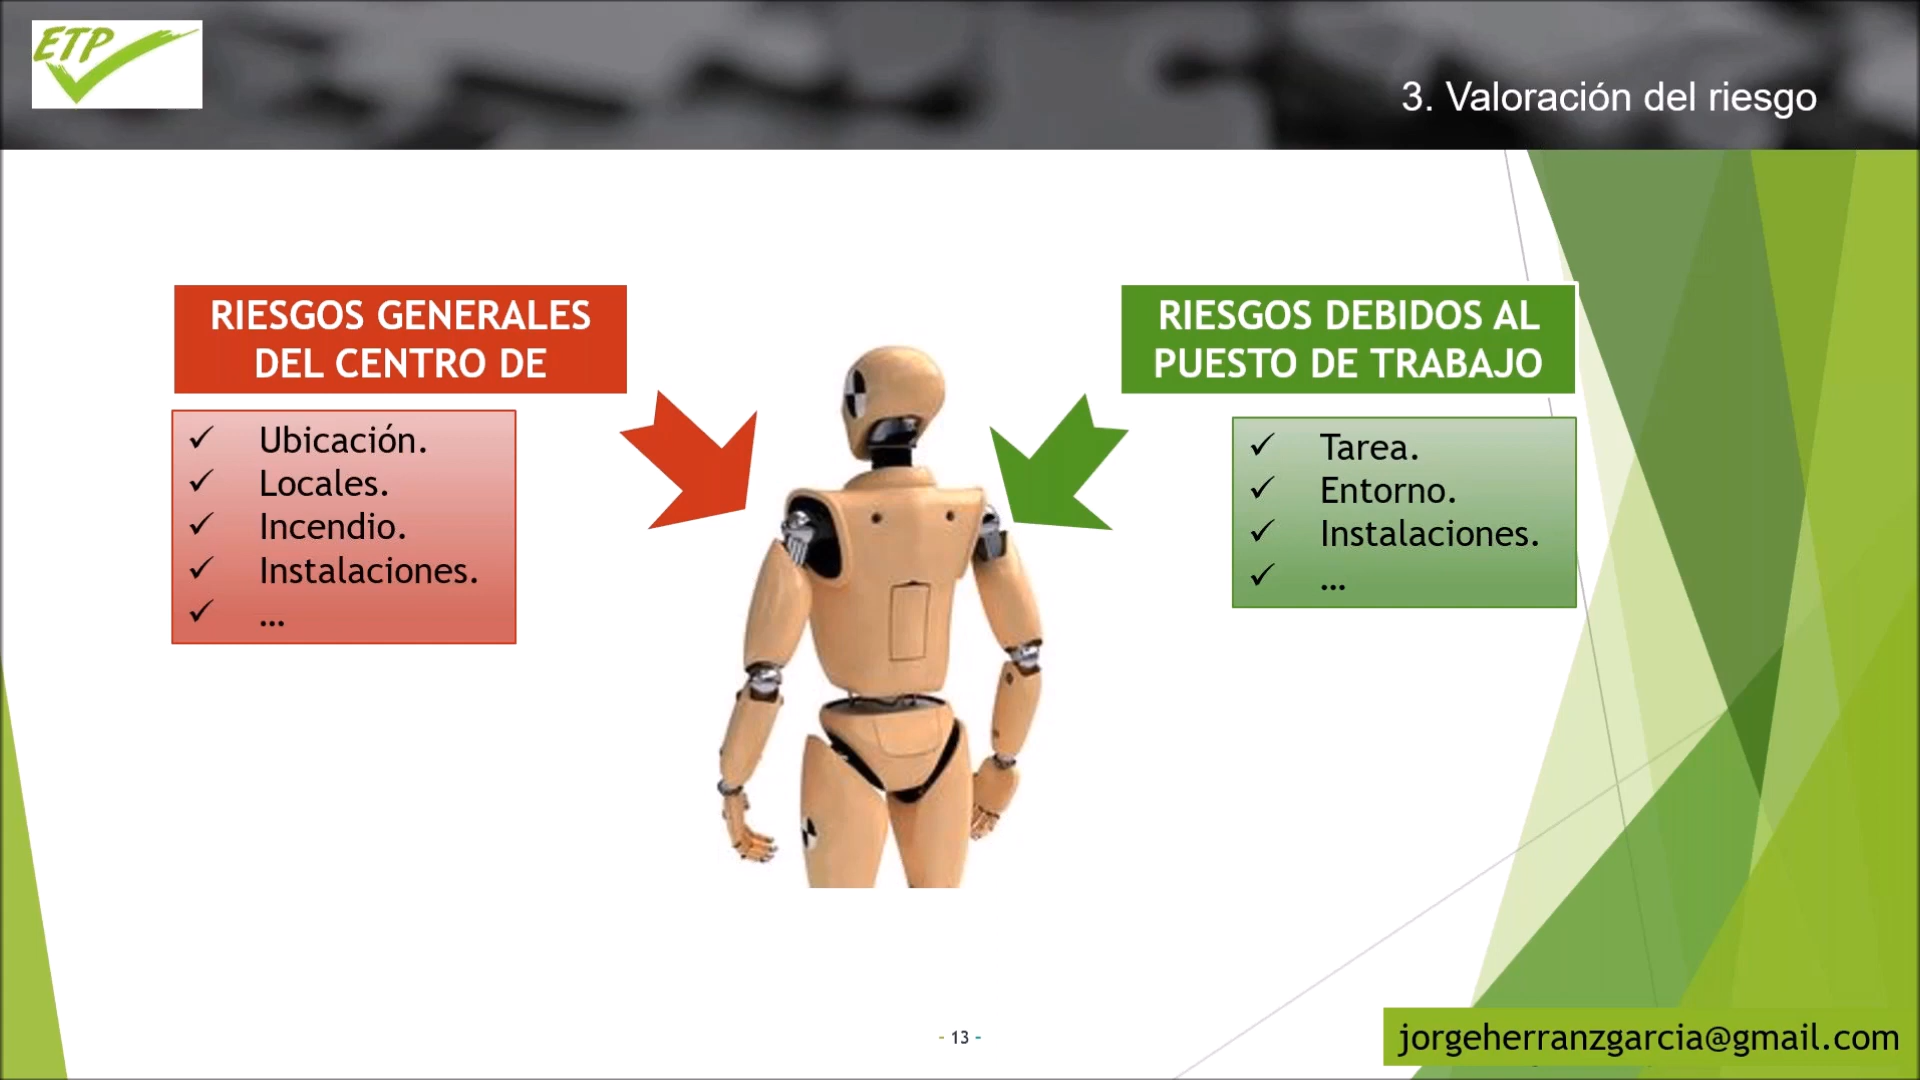 ETP
3. Valoración del riesgo
RIESGOS GENERALES
DEL CENTRO DE
✓ Ubicación.
✓ Locales.
✓ Incendio.
✓ Instalaciones.
✓ ...
RIESGOS DEBIDOS AL
PUESTO DE TRABAJO
✓ Tarea.
✓ Entorno.
✓ Instalaciones.
✓ ...
- 13 -
jorgeherranzgarcia@gmail.com